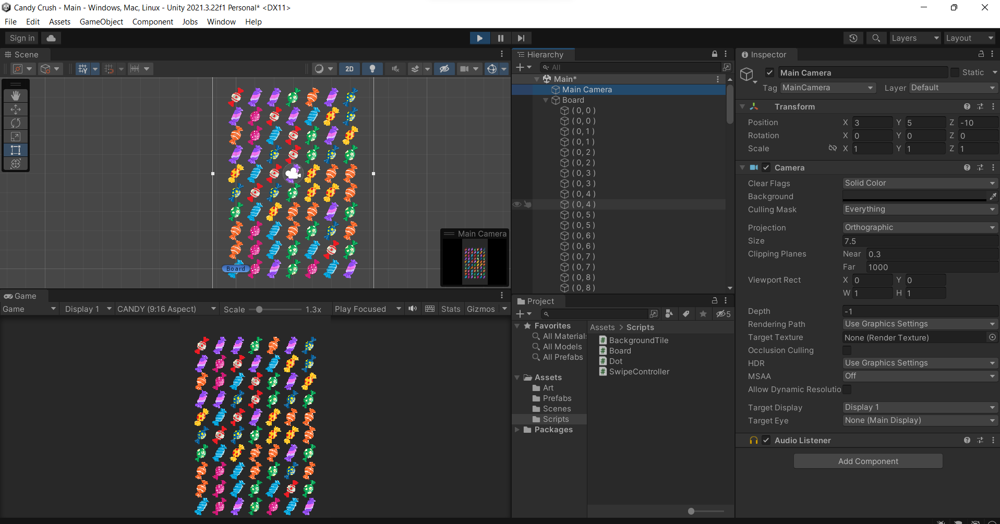 Candy Crush - Main - Windows, Mac, Linux - Unity 2021.3.22f1 Personal* <DX11>
File Edit Assets GameObject Component Jobs Window Help
Sign in
Layers Layout
Scene
2D
Board
Main Camera
Game
Game Display 1 CANDY (9:16 Aspect) Scale 1.3x Play Focused Stats Gizmos
Hierarchy
All
Main*
Main Camera
Board
( 0, 0 )
( 0, 0 )
( 0, 1 )
( 0, 1 )
( 0, 2 )
( 0, 2 )
( 0, 3 )
( 0, 3 )
( 0, 4 )
( 0, 4 )
( 0, 5 )
( 0, 5 )
( 0, 6 )
( 0, 6 )
( 0, 7 )
( 0, 7 )
( 0, 8 )
( 0, 8 )
Project
5
Favorites
All Materials
All Models
All Prefabs
Assets
Art
Prefabs
Scenes
Scripts
Packages
Assets > Scripts
BackgroundTile
Board
Dot
SwipeController
Inspector
Main Camera Static
Tag MainCamera Layer Default
Transform
Position X 3 Y 5 Z -10
Rotation X 0 Y 0 Z 0
Scale X 1 Y 1 Z 1
Camera
Clear Flags Solid Color
Background
Culling Mask Everything
Projection Orthographic
Size 7.5
Clipping Planes Near 0.3
Far 1000
Viewport Rect X 0 Y 0
W 1 H 1
Depth -1
Rendering Path Use Graphics Settings
Target Texture None (Render Texture)
Occlusion Culling
HDR Use Graphics Settings
MSAA Off
Allow Dynamic Resolutio
Target Display Display 1
Target Eye None (Main Display)
Audio Listener
Add Component